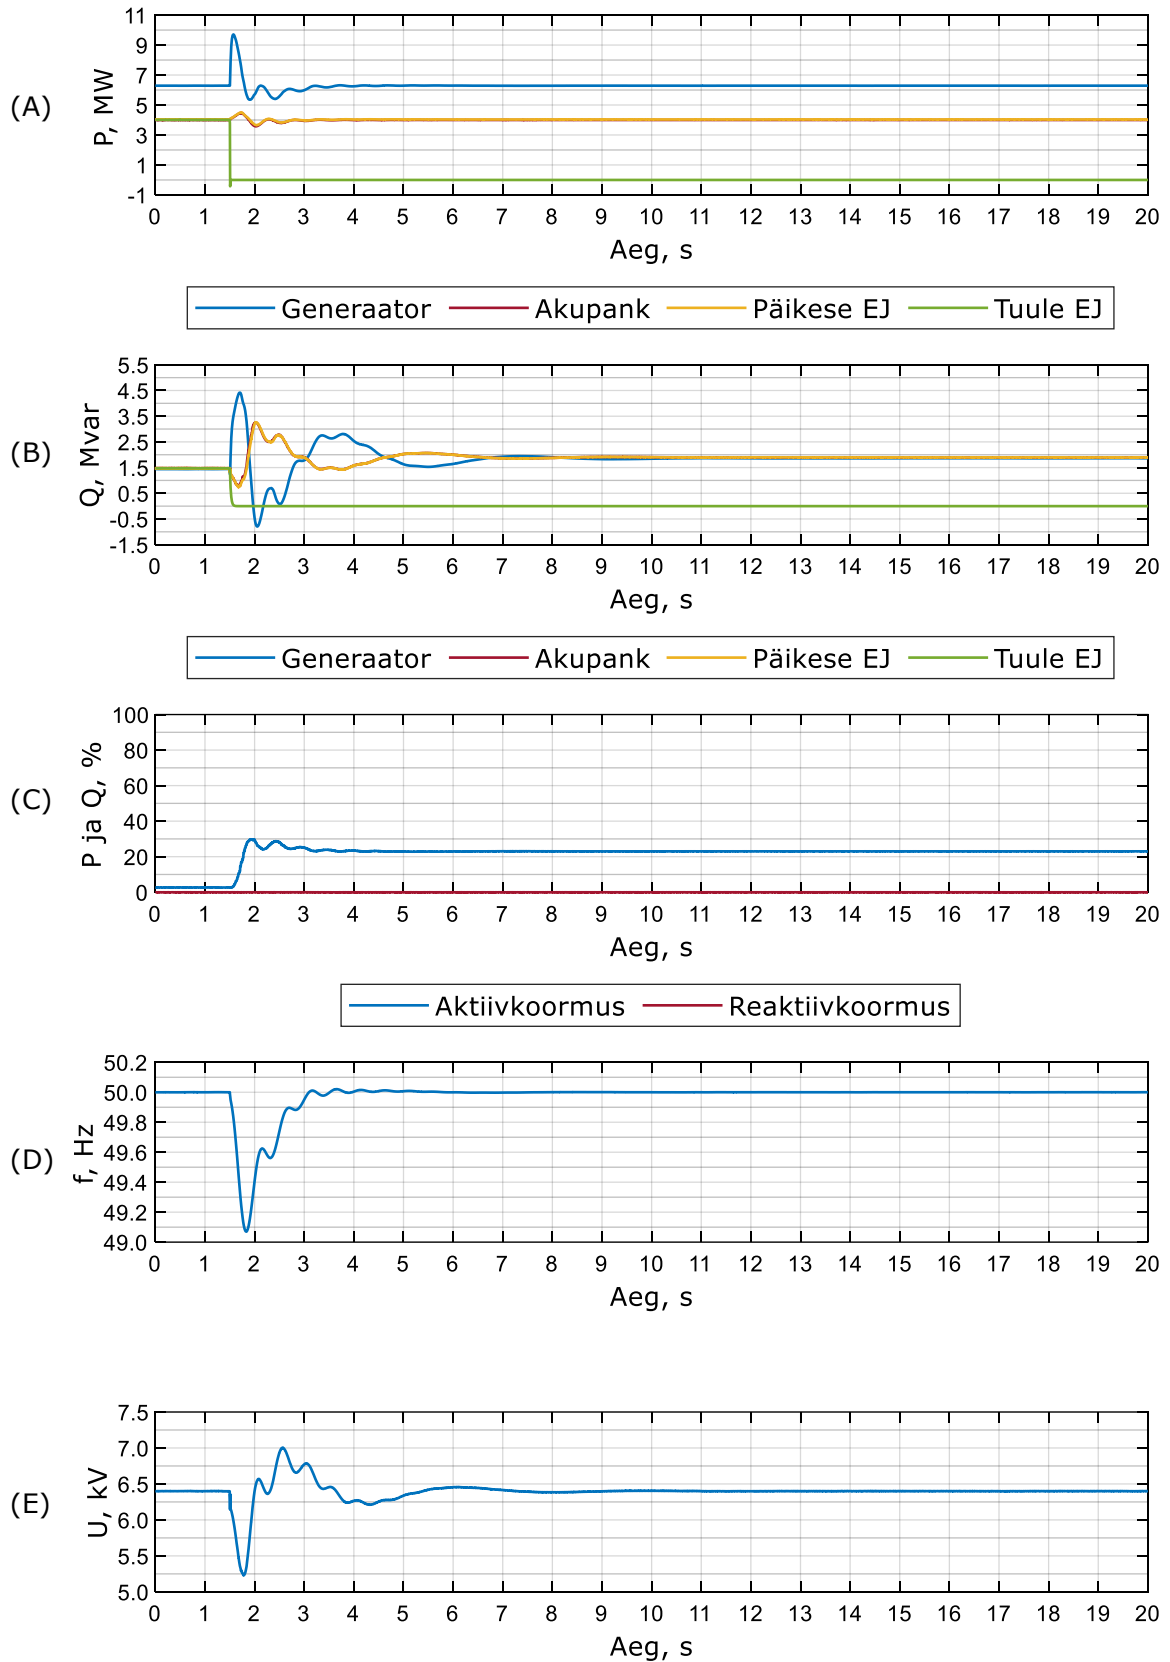 (A)
P, MW
11
9
7
5
3
1
-1
0 1 2 3 4 5 6 7 8 9 10 11 12 13 14 15 16 17 18 19 20
Aeg, s
Generaator Akupank Päikese EJ Tuule EJ
(B)
Q, Mvar
5.5
4.5
3.5
2.5
1.5
0.5
-0.5
-1.5
0 1 2 3 4 5 6 7 8 9 10 11 12 13 14 15 16 17 18 19 20
Aeg, s
Generaator Akupank Päikese EJ Tuule EJ
(C)
P ja Q, %
100
80
60
40
20
0
0 1 2 3 4 5 6 7 8 9 10 11 12 13 14 15 16 17 18 19 20
Aeg, s
Aktiivkoormus Reaktiivkoormus
(D)
f, Hz
50.2
50.0
49.8
49.6
49.4
49.2
49.0
0 1 2 3 4 5 6 7 8 9 10 11 12 13 14 15 16 17 18 19 20
Aeg, s
(E)
U, kV
7.5
7.0
6.5
6.0
5.5
5.0
0 1 2 3 4 5 6 7 8 9 10 11 12 13 14 15 16 17 18 19 20
Aeg, s